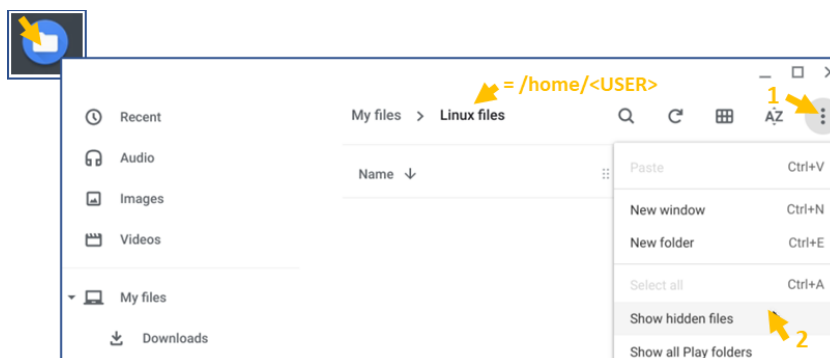 = /home/<USER>
1
Recent
My files > Linux files
AZ
Audio
Name
Paste Ctrl+V
Images
New window Ctrl+N
Videos
New folder Ctrl+E
Select all Ctrl+A
My files
Show hidden files
2
Downloads
Show all Play folders